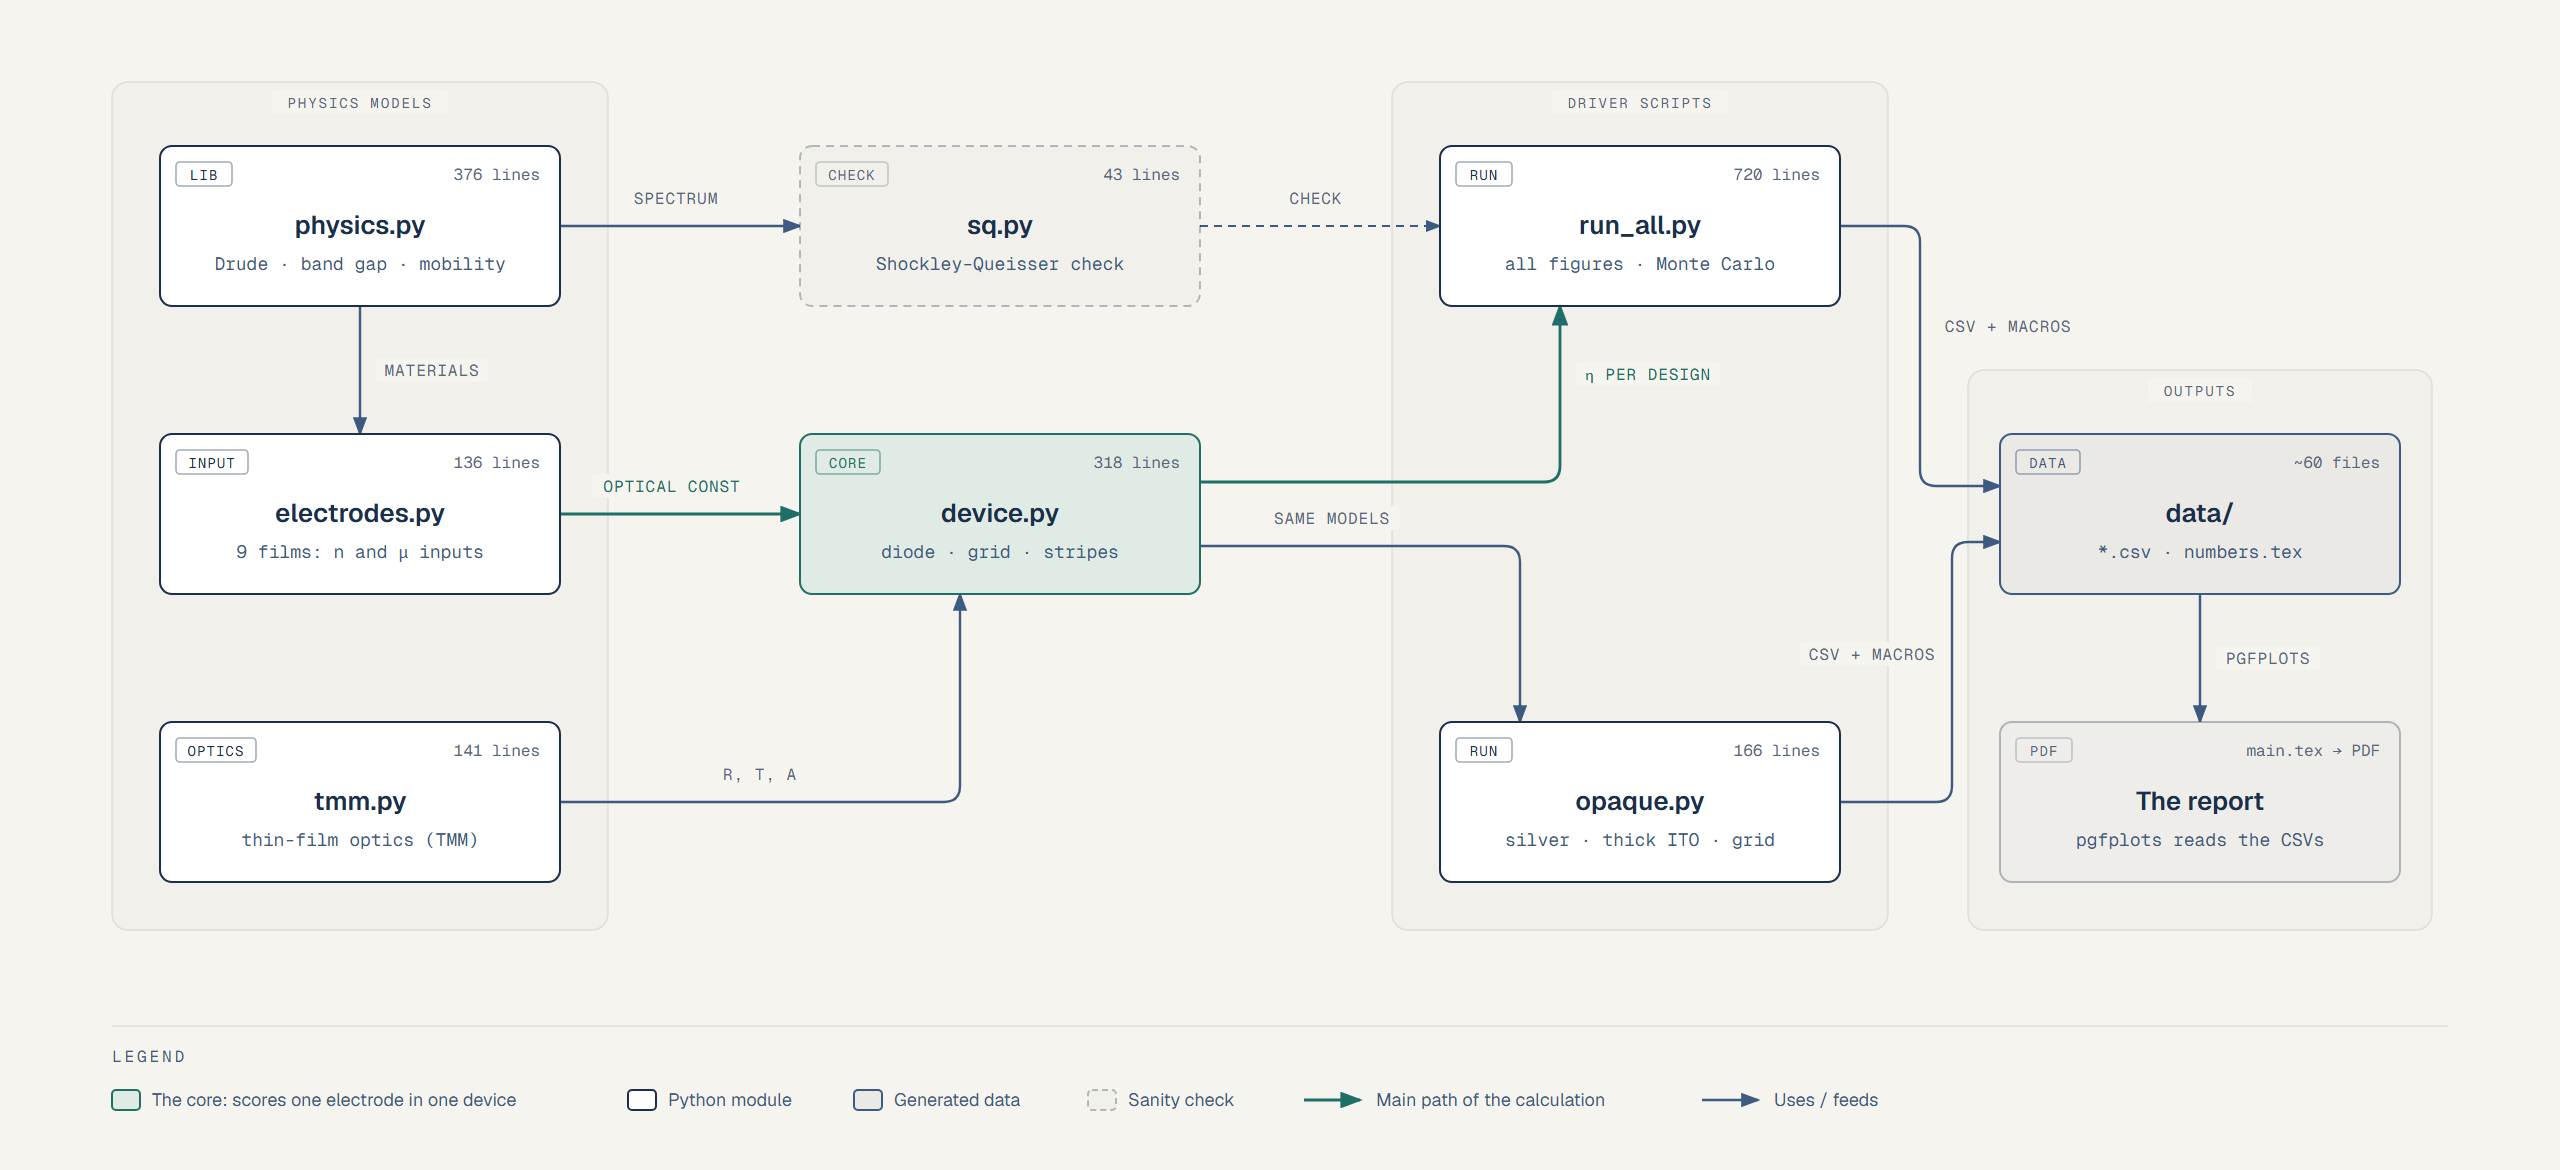 PHYSICS MODELS
LIB
376 lines
physics.py
Drude · band gap · mobility
SPECTRUM
CHECK
43 lines
sq.py
Shockley-Queisser check
CHECK
DRIVER SCRIPTS
RUN
720 lines
run_all.py
all figures · Monte Carlo
CSV + MACROS
MATERIALS
η PER DESIGN
OUTPUTS
INPUT
136 lines
electrodes.py
9 films: n and μ inputs
OPTICAL CONST
CORE
318 lines
device.py
diode · grid · stripes
SAME MODELS
DATA
~60 files
data/
*.csv · numbers.tex
CSV + MACROS
PGFPLOTS
OPTICS
141 lines
tmm.py
thin-film optics (TMM)
R, T, A
RUN
166 lines
opaque.py
silver · thick ITO · grid
PDF
main.tex → PDF
The report
pgfplots reads the CSVs
LEGEND
The core: scores one electrode in one device
Python module
Generated data
Sanity check
Main path of the calculation
Uses / feeds